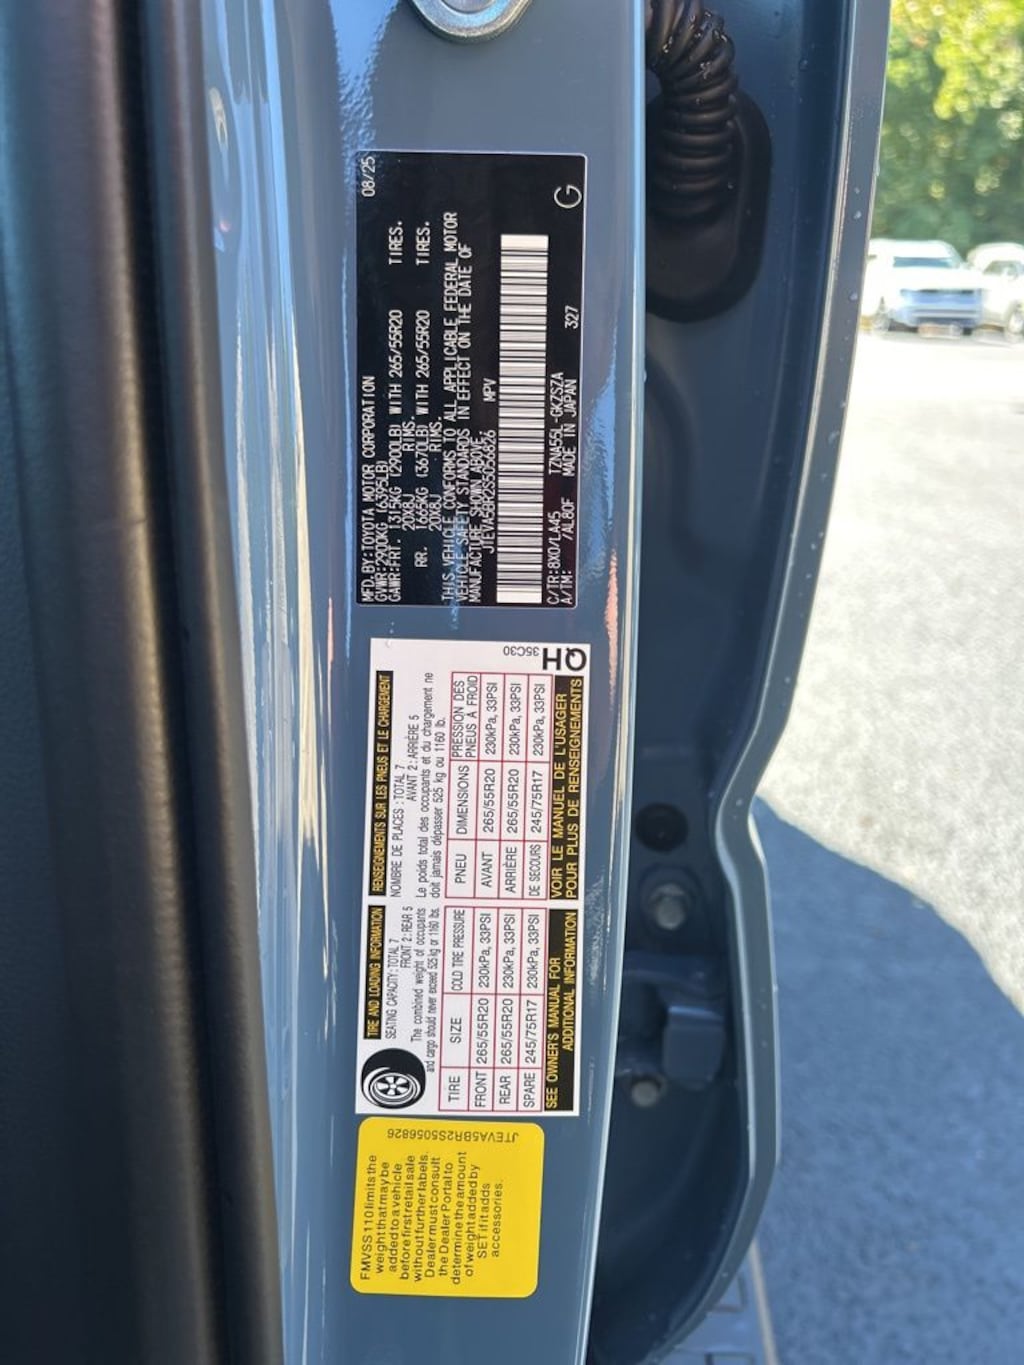 MFD.BY:TOYOTA MOTOR CORPORATION 08/25
GVWR:2900KG(6395LB)
GAWR:FRT. 1315KG (2900LB) WITH 265/55R20 TIRES.
20X8J RIMS.
RR. 1665KG (3670LB) WITH 265/55R20 TIRES.
20X8J RIMS.
THIS VEHICLE CONFORMS TO ALL APPLICABLE FEDERAL MOTOR
VEHICLE SAFETY STANDARDS IN EFFECT ON THE DATE OF
MANUFACTURE SHOWN ABOVE.
JTEVA5BR2S5056826 MPV
C/TR:8X0/LA45 TZNA55L-GKZSZA 327 G
A/TM: /AL80F MADE IN JAPAN
TIRE AND LOADING INFORMATION
SEATING CAPACITY : TOTAL 7
FRONT 2 : REAR 5
The combined weight of occupants
and cargo should never exceed 525 kg or 1160 lbs.
TIRE SIZE COLD TIRE PRESSURE
FRONT 265/55R20 230kPa, 33PSI
REAR 265/55R20 230kPa, 33PSI
SPARE 245/75R17 230kPa, 33PSI
SEE OWNER'S MANUAL FOR
ADDITIONAL INFORMATION
RENSEIGNEMENTS SUR LES PNEUS ET LE CHARGEMENT
NOMBRE DE PLACES : TOTAL 7
AVANT 2 : ARRIÈRE 5
Le poids total des occupants et du chargement ne
doit jamais dépasser 525 kg ou 1160 lb.
PNEU DIMENSIONS PRESSION DES
PNEUS À FROID
AVANT 265/55R20 230kPa, 33PSI
ARRIÈRE 265/55R20 230kPa, 33PSI
DE SECOURS 245/75R17 230kPa, 33PSI
VOIR LE MANUEL DE L'USAGER
POUR PLUS DE RENSEIGNEMENTS
QH
35C30
FMVSS 110 limits the
weight that may be
added to a vehicle
before first retail sale
without further labels.
Dealer must consult
the Dealer Portal to
determine the amount
of weight added by
SET if it adds
accessories.
JTEVA5BR2S5056826